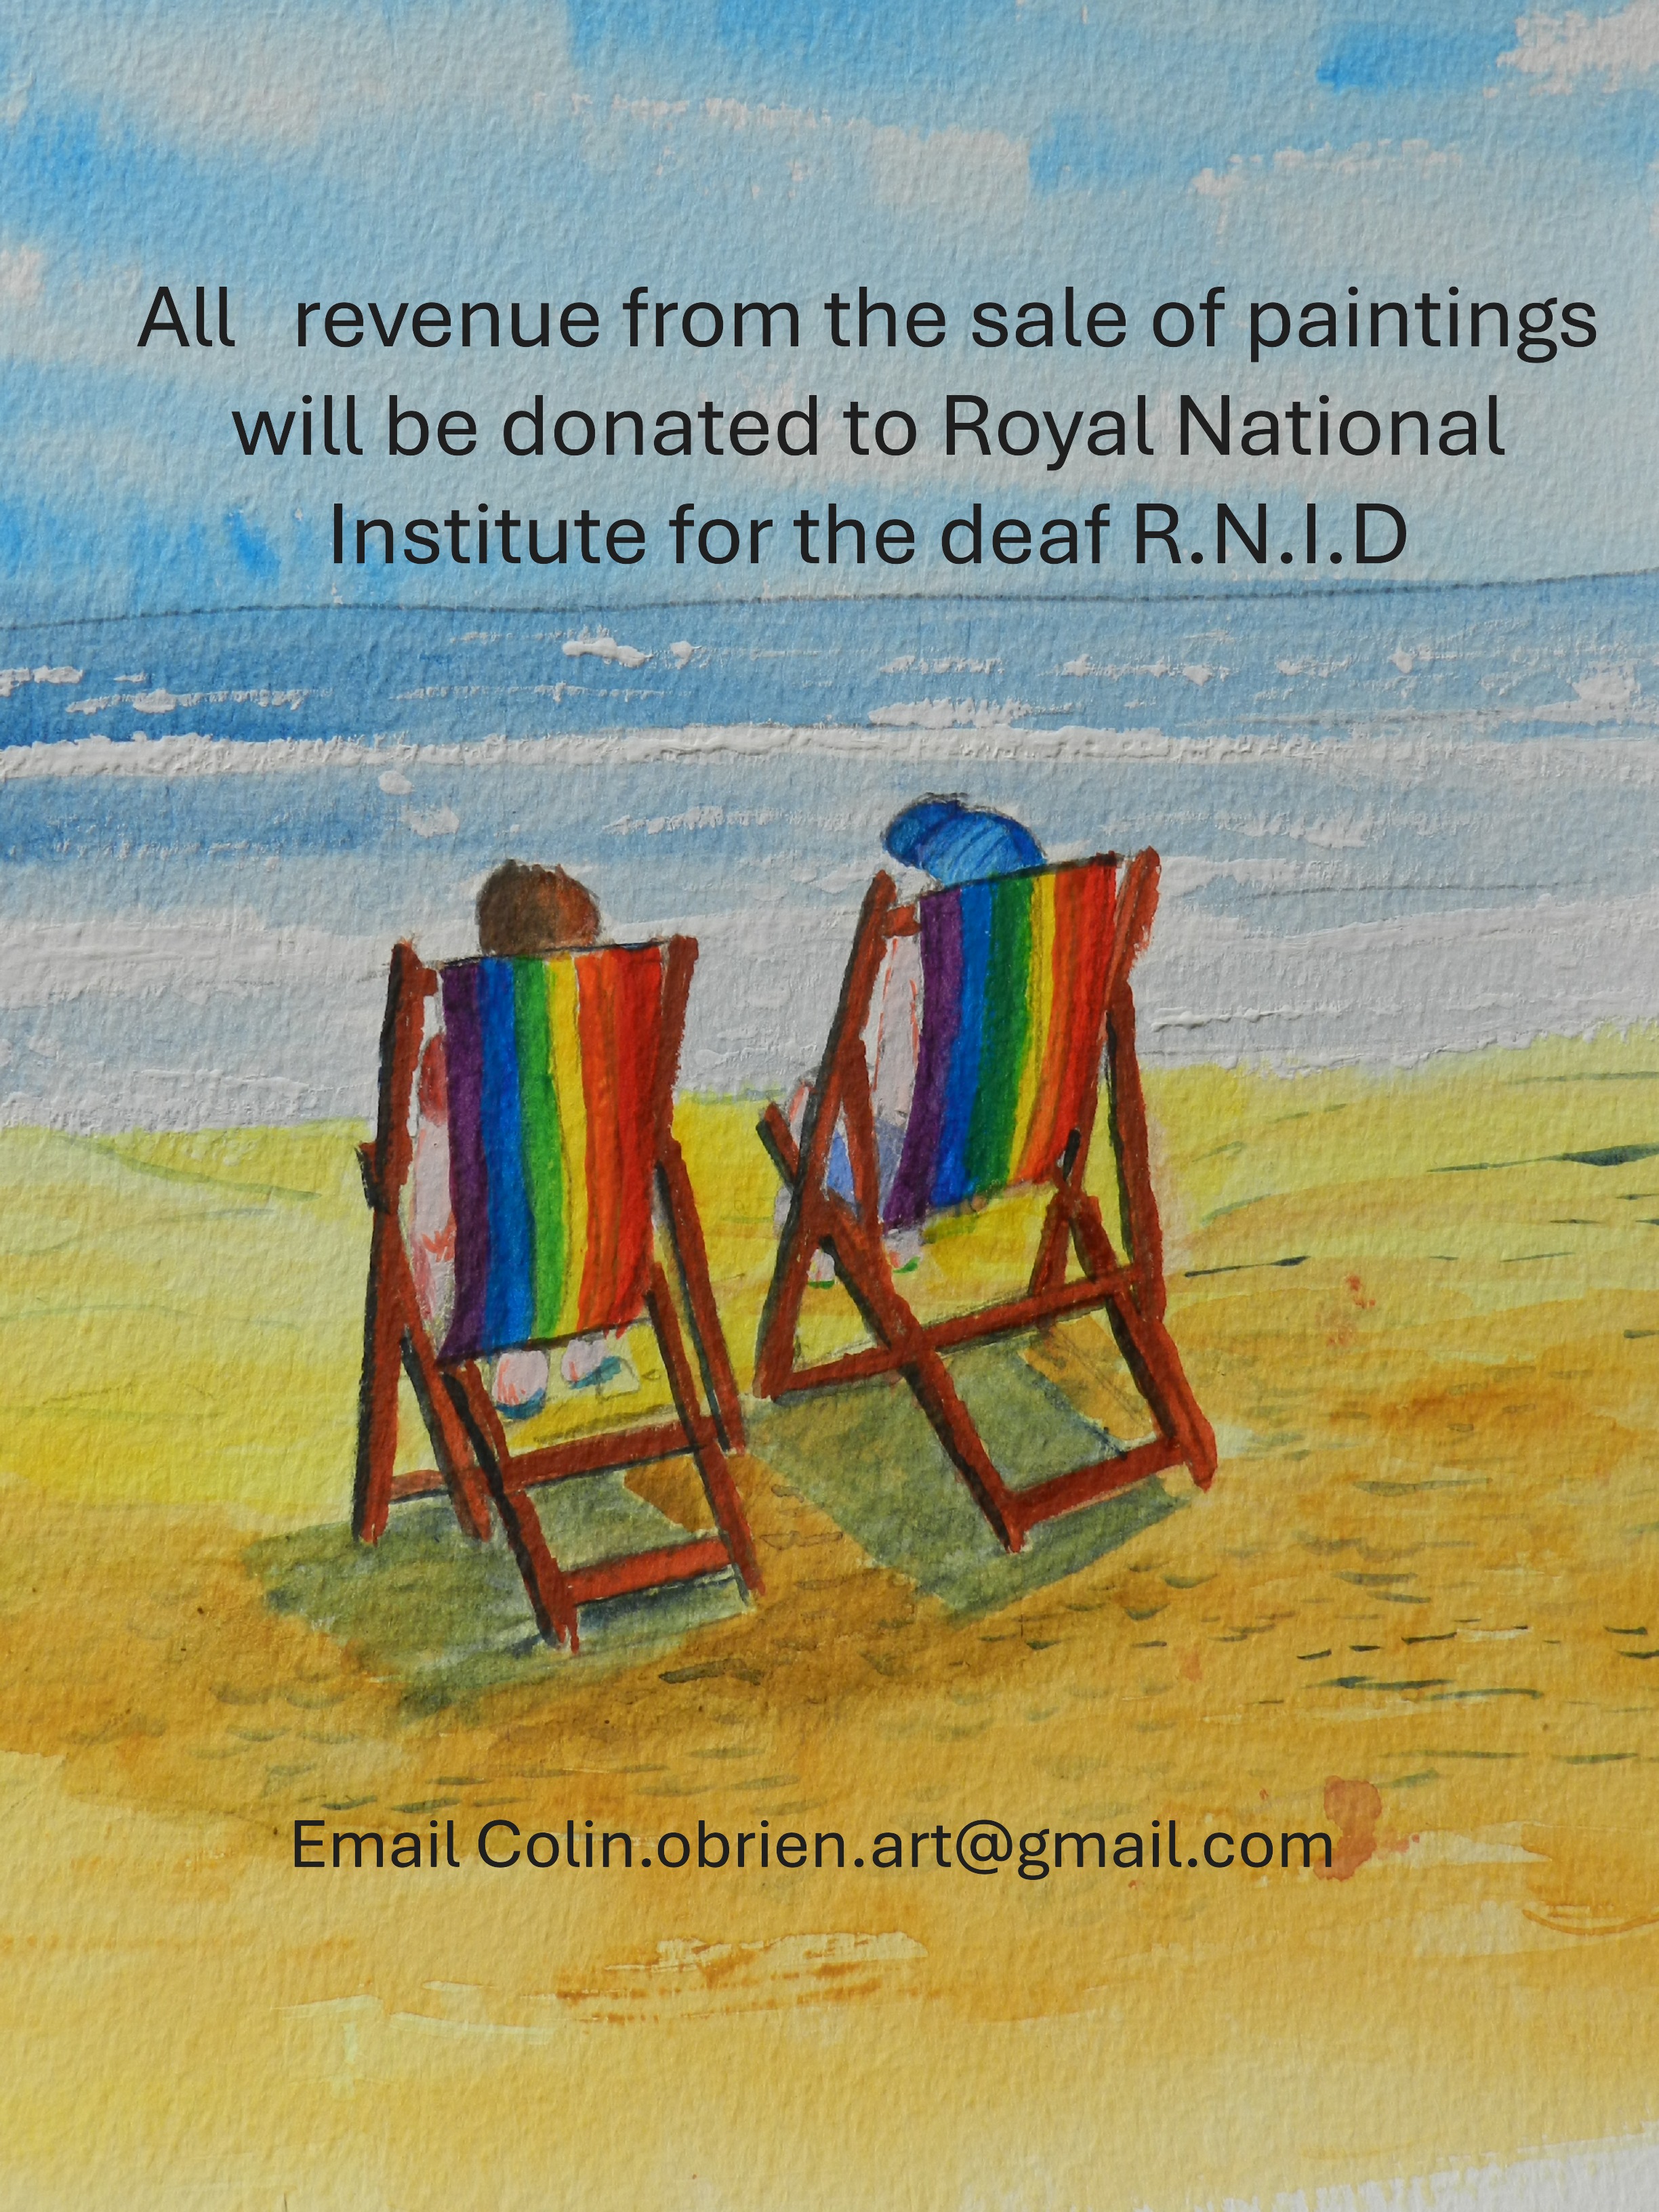 All revenue from the sale of paintings
will be donated to Royal National
Institute for the deaf R.N.I.D
Email Colin.obrien.art@gmail.com